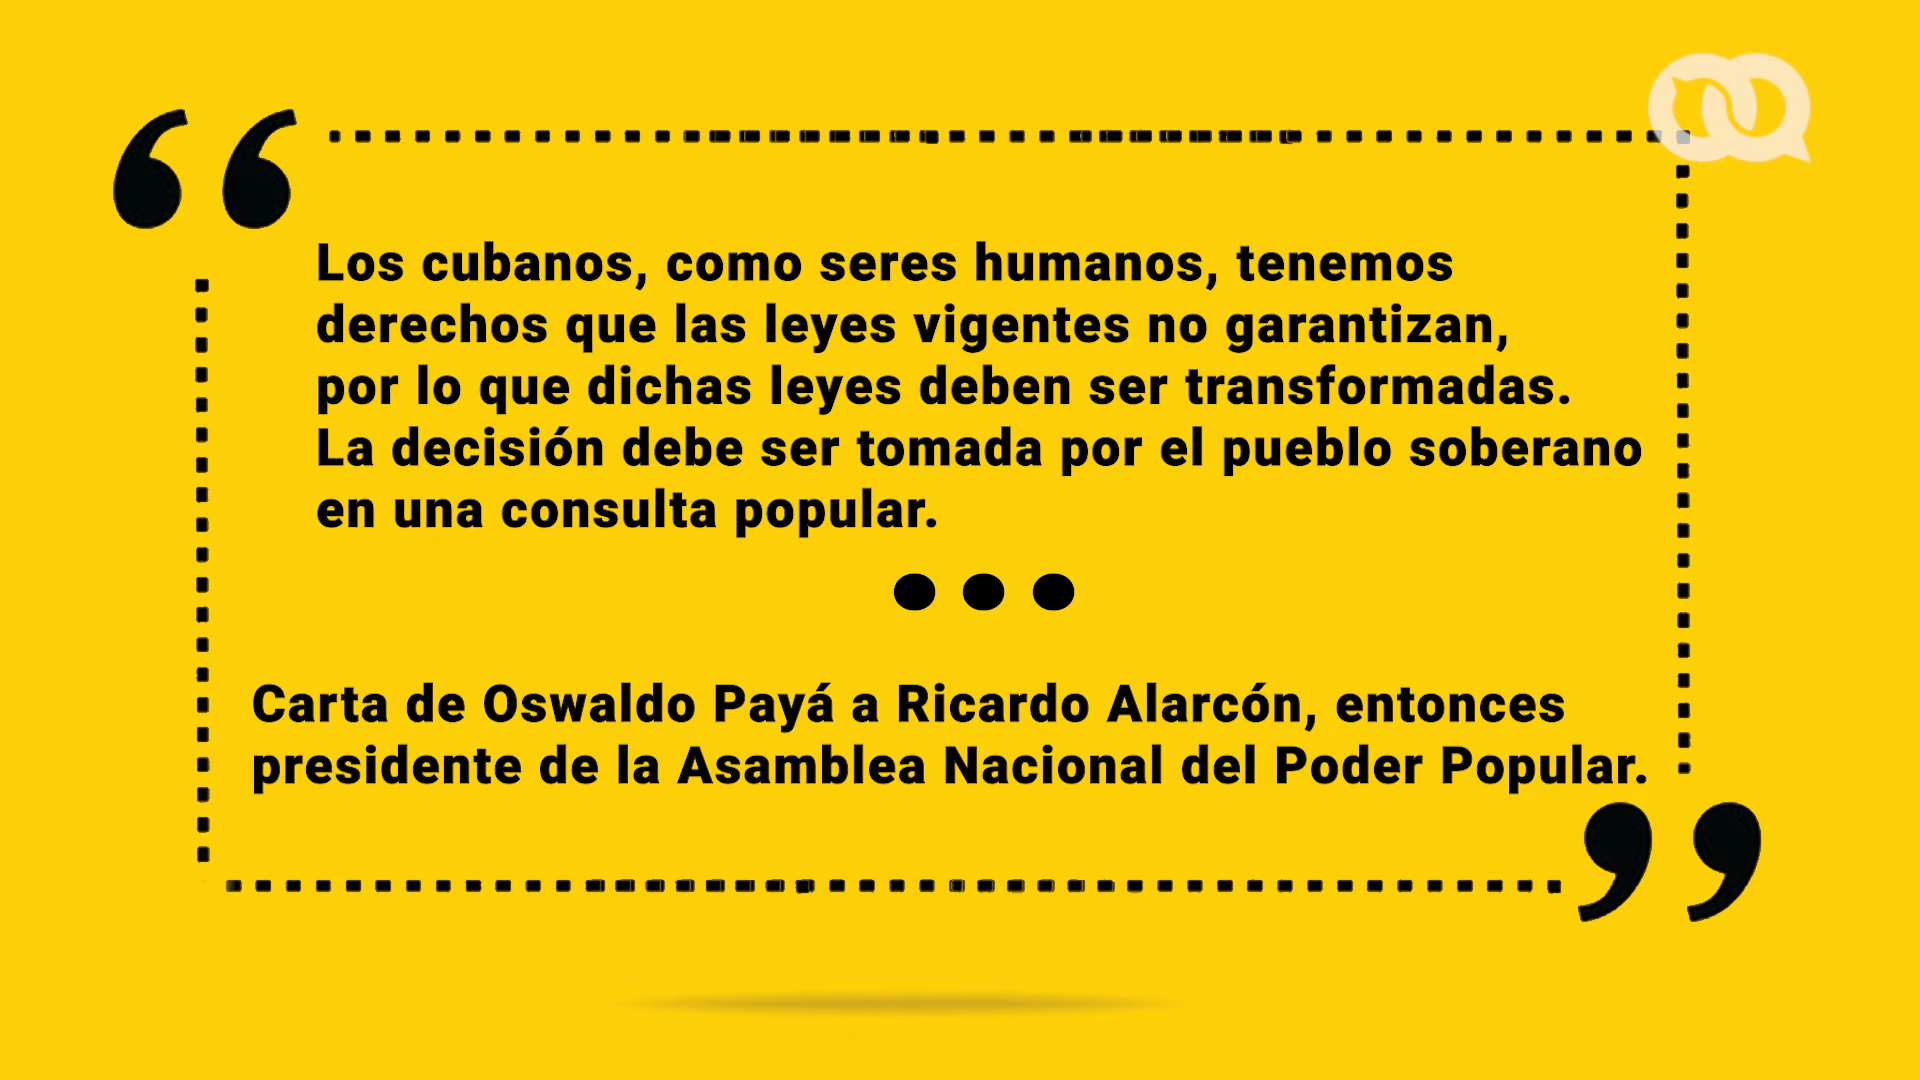 Los cubanos, como seres humanos, tenemos
derechos que las leyes vigentes no garantizan,
por lo que dichas leyes deben ser transformadas.
La decisión debe ser tomada por el pueblo soberano
en una consulta popular.
Carta de Oswaldo Payá a Ricardo Alarcón, entonces
presidente de la Asamblea Nacional del Poder Popular.